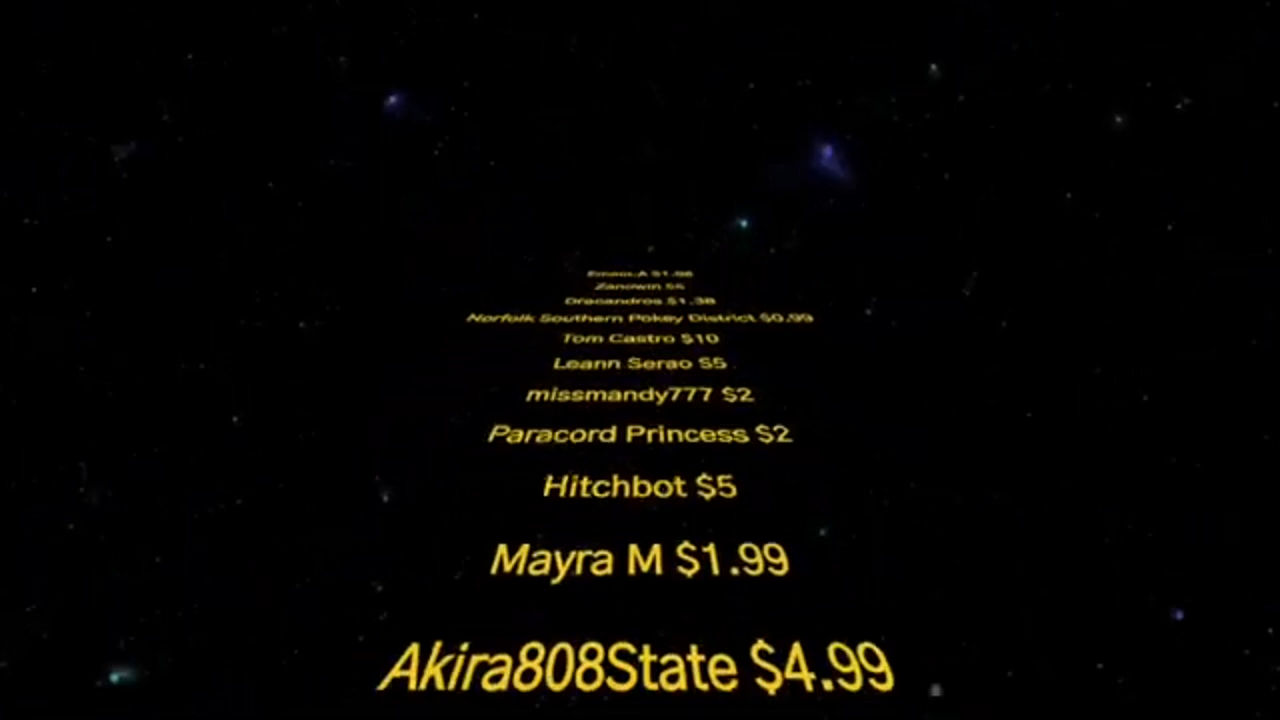 Zanowin $5
Dracandros $1.38
Norfolk Southern Pokey District $0.99
Tom Castro $10
Leann Serao $5
missmandy777 $2
Paracord Princess $2
Hitchbot $5
Mayra M $1.99
Akira808State $4.99